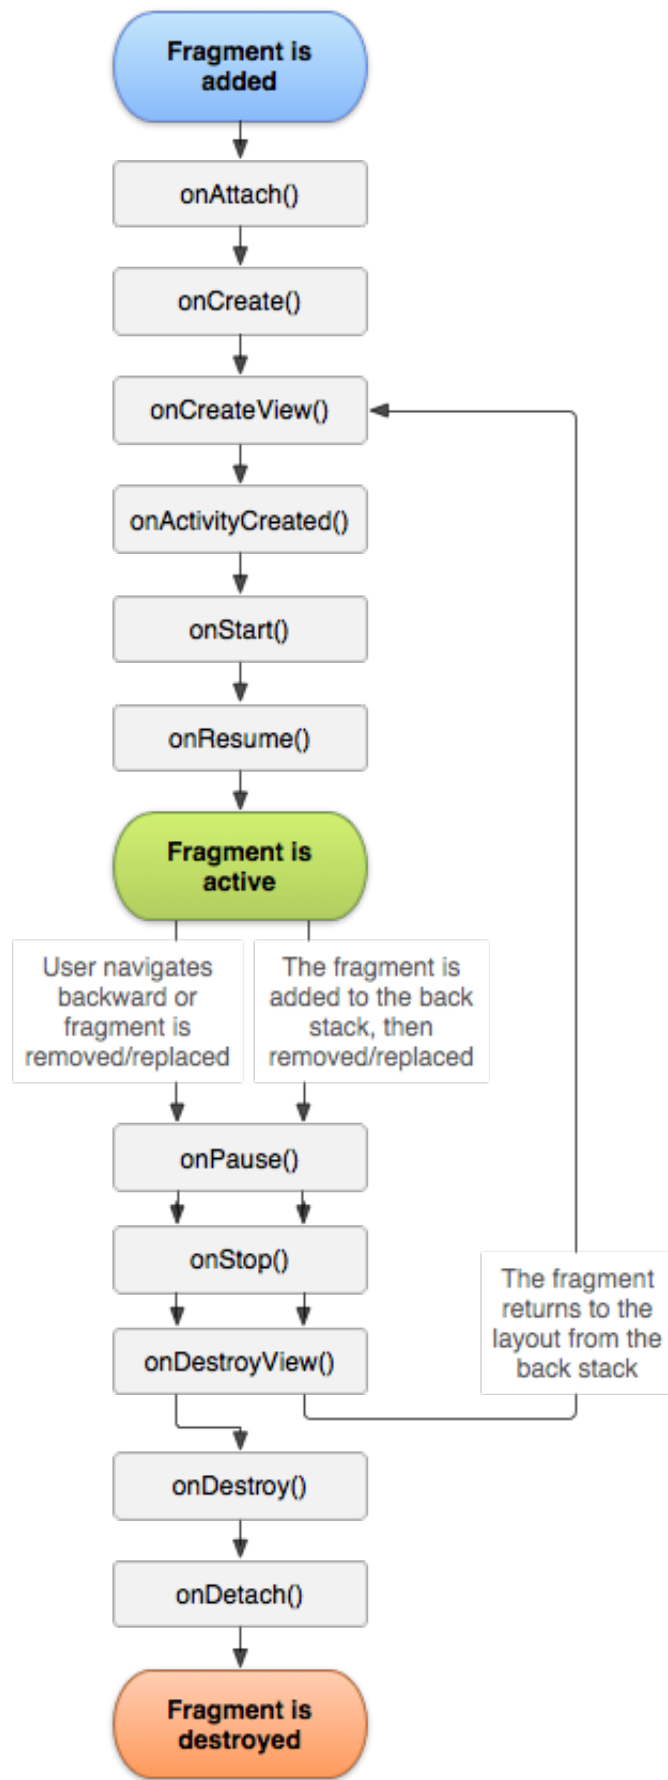 Fragment is
added
onAttach()
onCreate()
onCreateView()
onActivityCreated()
onStart()
onResume()
Fragment is
active
User navigates
backward or
fragment is
removed/replaced
The fragment is
added to the back
stack, then
removed/replaced
onPause()
onStop()
The fragment
returns to the
layout from the
back stack
onDestroyView()
onDestroy()
onDetach()
Fragment is
destroyed